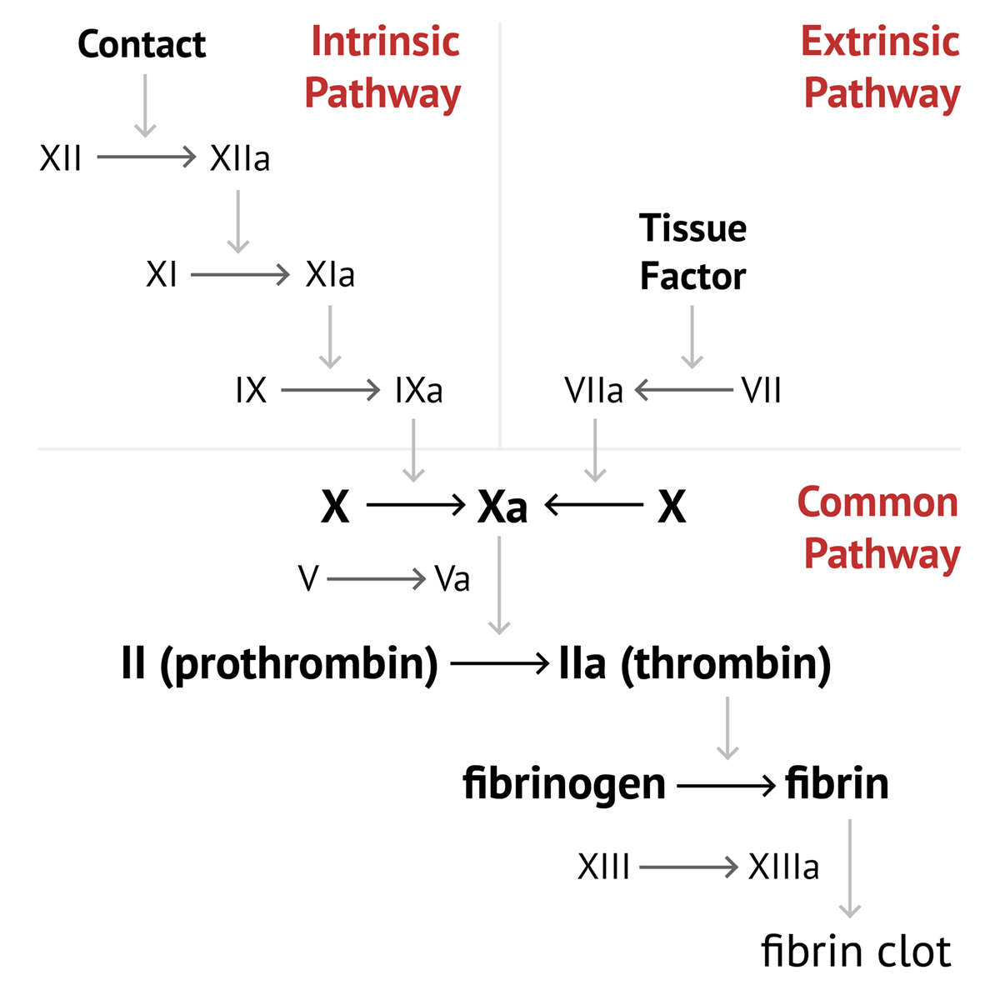 Contact
Intrinsic
Pathway
Extrinsic
Pathway
XII XIIa
Tissue
Factor
XI XIa
IX IXa
VIIa VII
X Xa X
Common
Pathway
V Va
II (prothrombin) IIa (thrombin)
fibrinogen fibrin
XIII XIIIa
fibrin clot